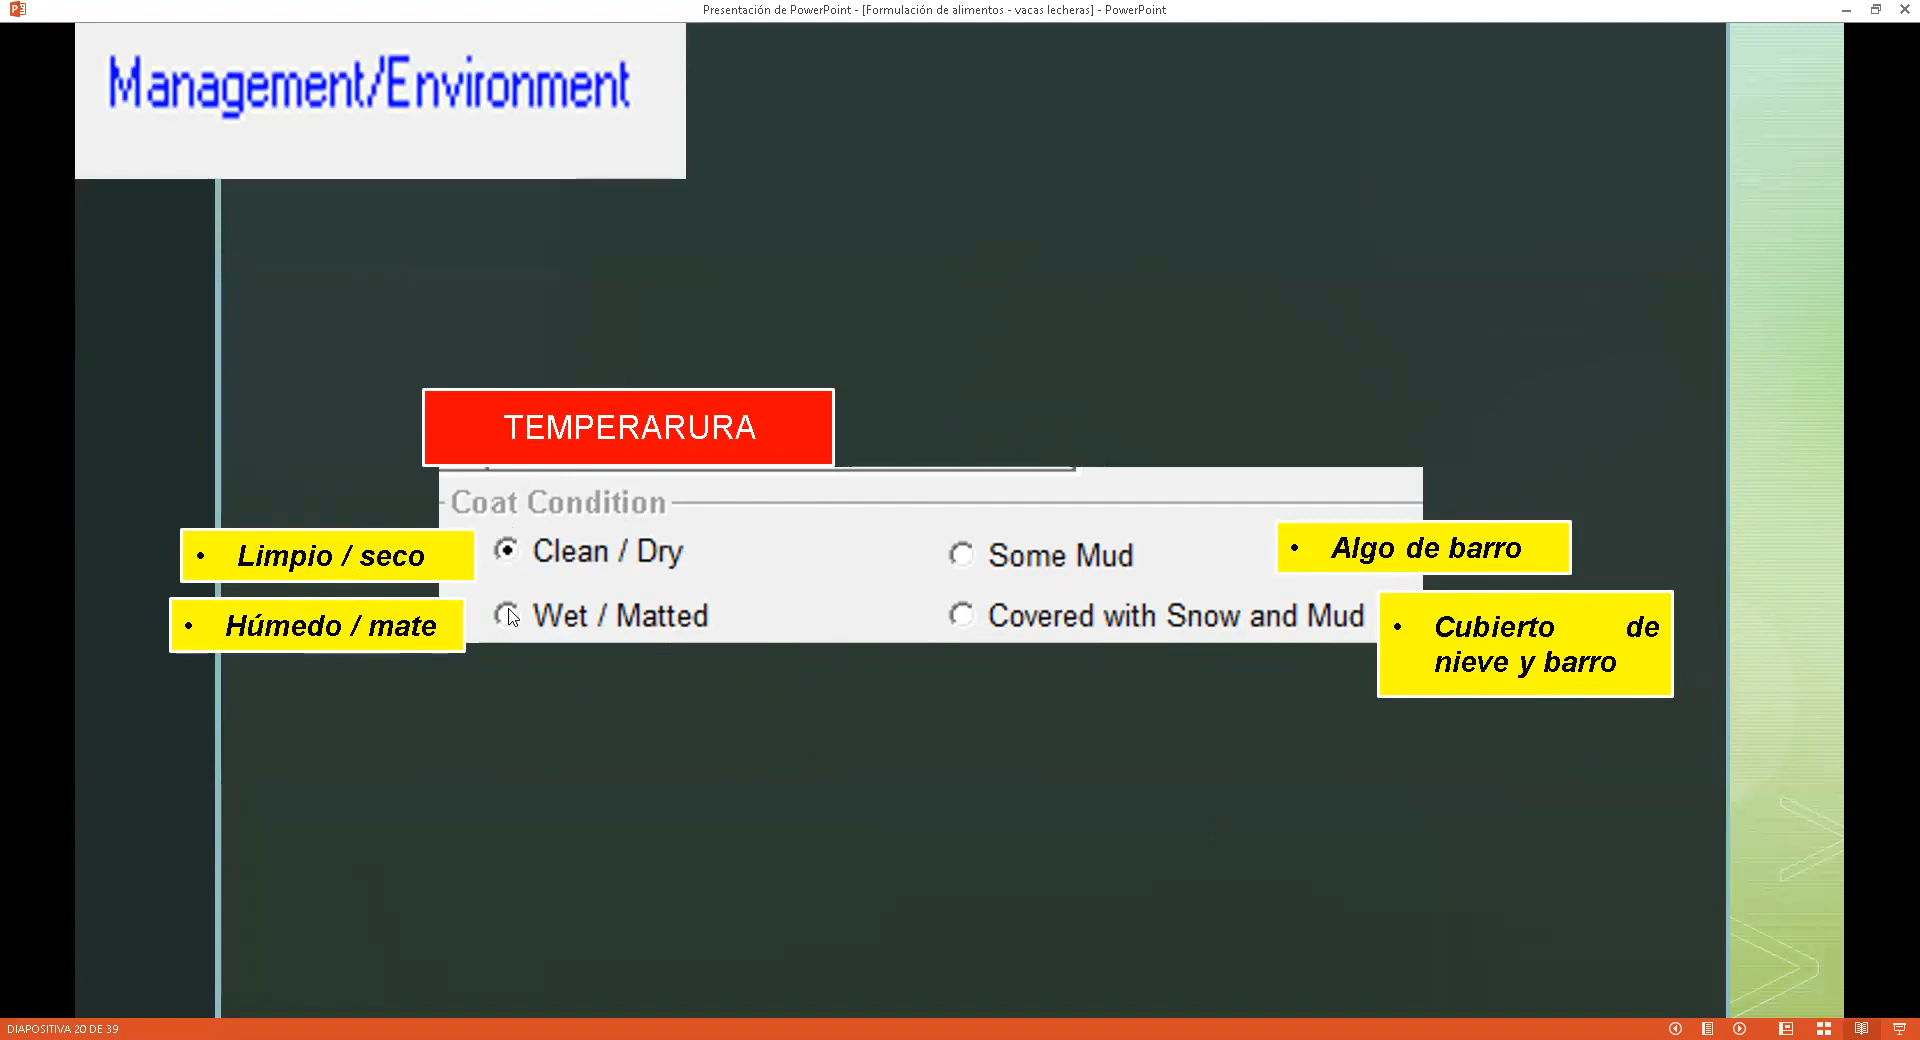 Presentación de PowerPoint - [Formulación de alimentos - vacas lecheras] - PowerPoint
Management/Environment
TEMPERARURA
Coat Condition
• Limpio / seco
Clean / Dry
Some Mud
• Algo de barro
• Húmedo / mate
Wet / Matted
Covered with Snow and Mud
• Cubierto de
nieve y barro
DIAPOSITIVA 20 DE 39